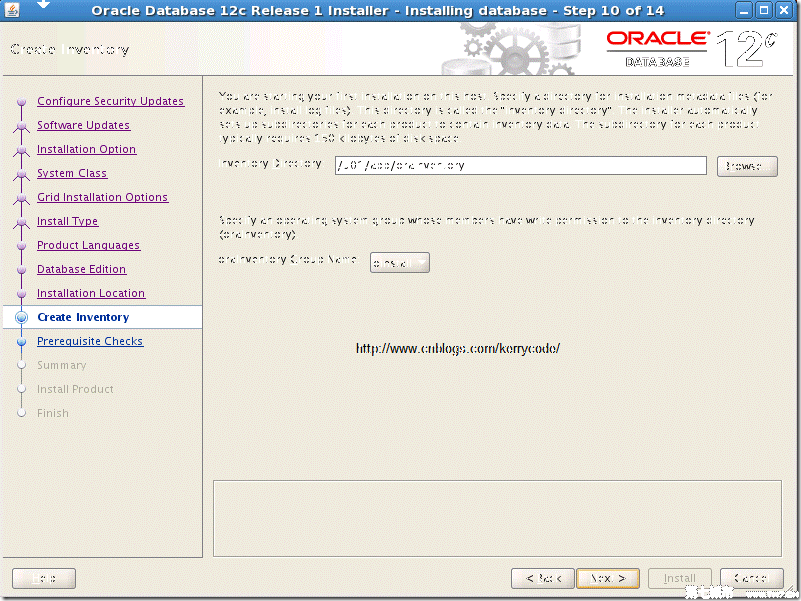 Oracle Database 12c Release 1 Installer - Installing database - Step 10 of 14
Create Inventory
ORACLE
DATABASE
12c
Configure Security Updates
Software Updates
Installation Option
System Class
Grid Installation Options
Install Type
Product Languages
Database Edition
Installation Location
Create Inventory
Prerequisite Checks
Summary
Install Product
Finish
You are starting your first installation on this host. Specify a directory for installation metadata files (for
example, install log files). This directory is called the "inventory directory". The installer automatically
sets up subdirectories for each product to contain inventory data. The subdirectory for each product
typically requires 150 kilobytes of disk space.
Inventory Directory:
/u01/app/oraInventory
Browse...
Specify an operating system group whose members have write permission to the inventory directory
(oraInventory).
oraInventory Group Name:
oinstall
http://www.cnblogs.com/kerrycode/
Help
< Back
Next >
Install
Cancel